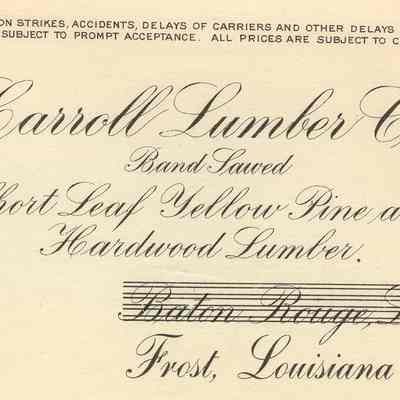 ON STRIKES, ACCIDENTS, DELAYS OF CARRIERS AND OTHER DELAYS
SUBJECT TO PROMPT ACCEPTANCE. ALL PRICES ARE SUBJECT TO C
Carroll Lumber C
Band Sawed
hort Leaf Yellow Pine a
Hardwood Lumber.
Baton Rouge, L
Frost, Louisiana